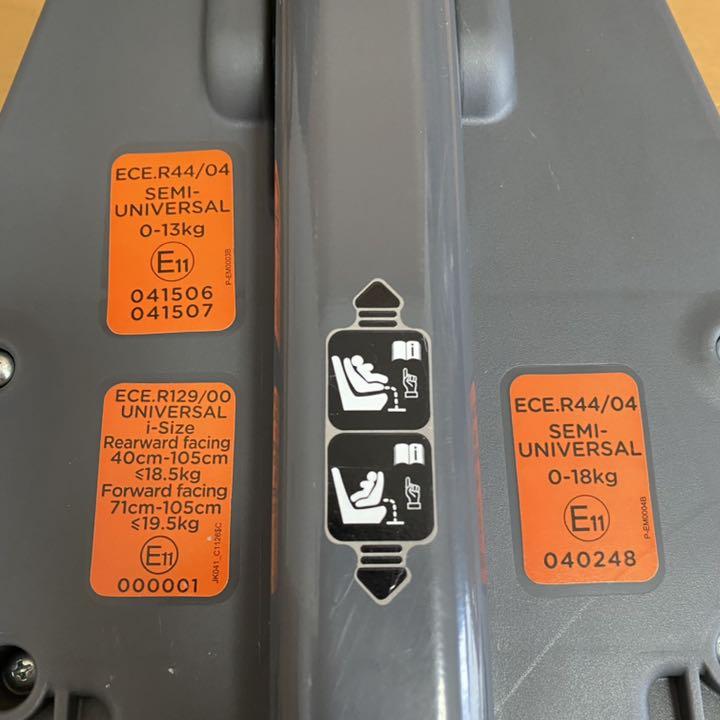 ECE.R44/04
SEMI-
UNIVERSAL
0-13kg
E11
041506
041507
P-EM0003B
ECE.R129/00
UNIVERSAL
i-Size
Rearward facing
40cm-105cm
≤18.5kg
Forward facing
71cm-105cm
≤19.5kg
E11
000001
JK041_C1126$C
i
i
ECE.R44/04
SEMI-
UNIVERSAL
0-18kg
E11
040248
P-EM0004B